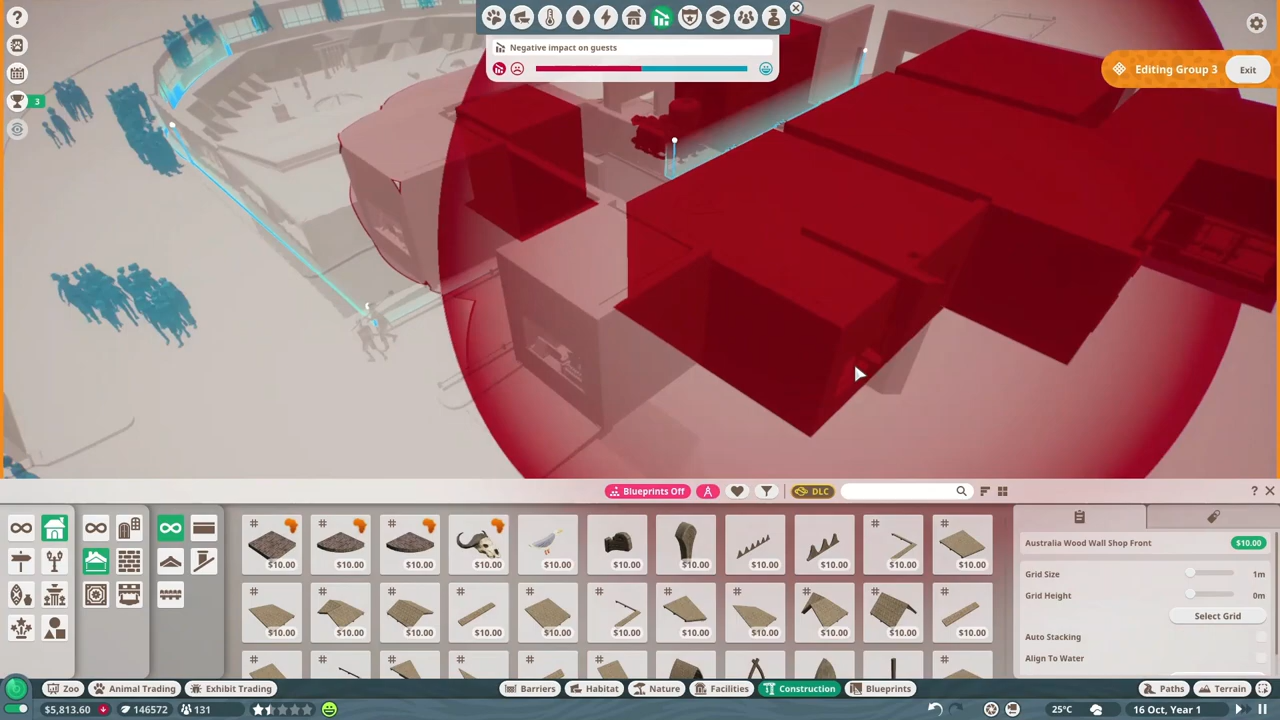 Negative impact on guests
3
Editing Group 3
Exit
Blueprints Off
DLC
$10.00 $10.00 $10.00 $10.00 $10.00 $10.00 $10.00 $10.00 $10.00 $10.00 $10.00
$10.00 $10.00 $10.00 $10.00 $10.00 $10.00 $10.00 $10.00 $10.00 $10.00 $10.00
Australia Wood Wall Shop Front $10.00
Grid Size 1m
Grid Height 0m
Select Grid
Auto Stacking
Align To Water
Zoo Animal Trading Exhibit Trading Barriers Habitat Nature Facilities Construction Blueprints Paths Terrain
$5,813.60 146572 131 25°C 16 Oct, Year 1